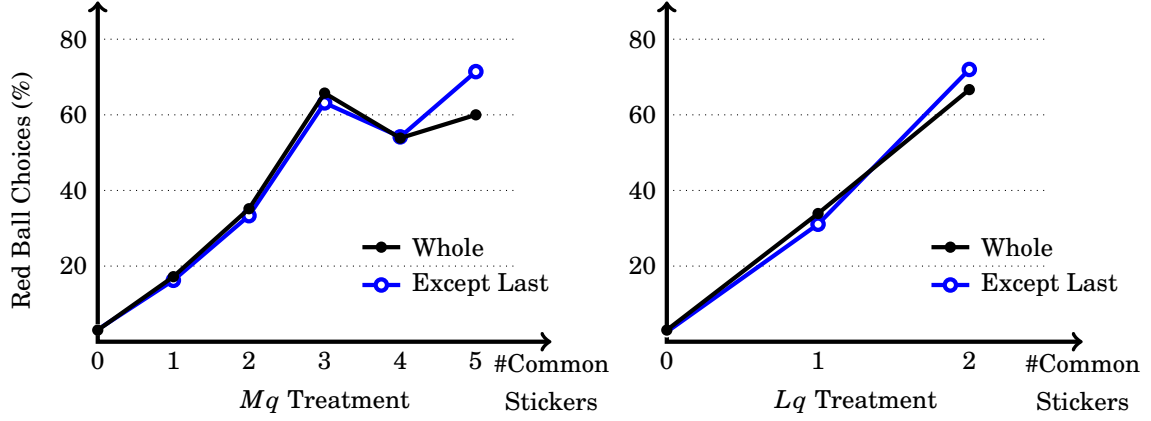 Red Ball Choices (%)
80
60
40
20
0 1 2 3 4 5 #Common
Stickers
Mq Treatment
Whole
Except Last
80
60
40
20
0 1 2 #Common
Stickers
Lq Treatment
Whole
Except Last